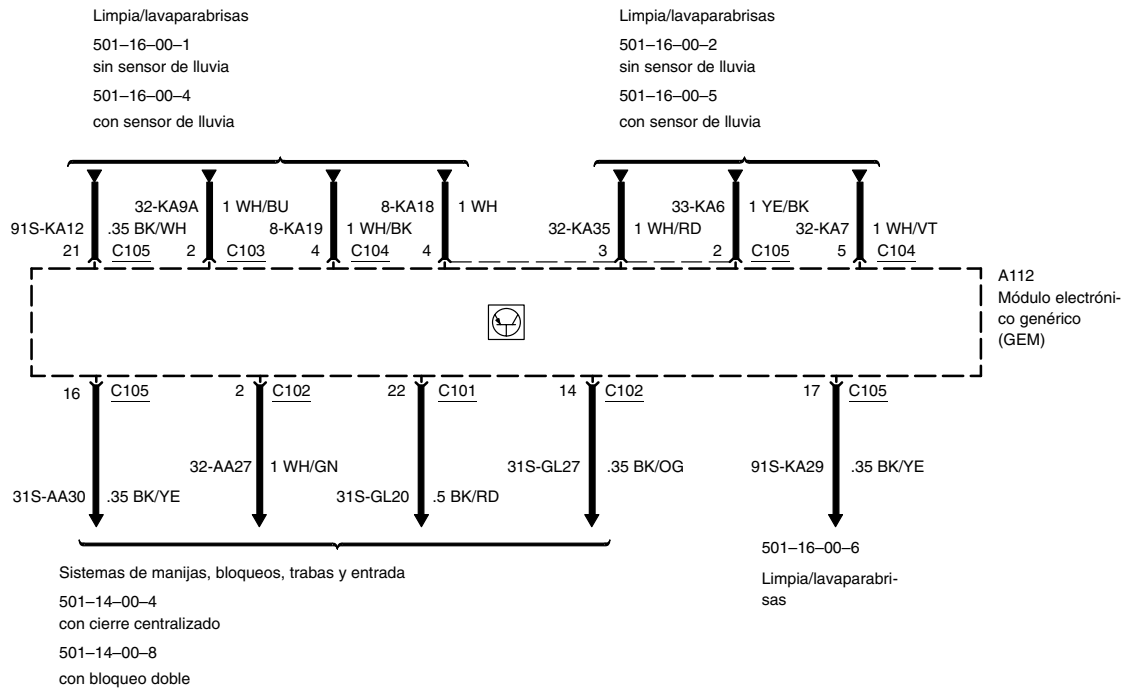 Limpia/lavaparabrisas
501–16–00–1
sin sensor de lluvia
501–16–00–4
con sensor de lluvia
Limpia/lavaparabrisas
501–16–00–2
sin sensor de lluvia
501–16–00–5
con sensor de lluvia
32-KA9A 1 WH/BU 8-KA18 1 WH 33-KA6 1 YE/BK
91S-KA12 .35 BK/WH 8-KA19 1 WH/BK 32-KA35 1 WH/RD 32-KA7 1 WH/VT
21 C105 2 C103 4 C104 4 3 2 C105 5 C104
A112
Módulo electróni-
co genérico
(GEM)
16 C105 2 C102 22 C101 14 C102 17 C105
32-AA27 1 WH/GN 31S-GL27 .35 BK/OG 91S-KA29 .35 BK/YE
31S-AA30 .35 BK/YE 31S-GL20 .5 BK/RD
Sistemas de manijas, bloqueos, trabas y entrada
501–14–00–4
con cierre centralizado
501–14–00–8
con bloqueo doble
501–16–00–6
Limpia/lavaparabri-
sas